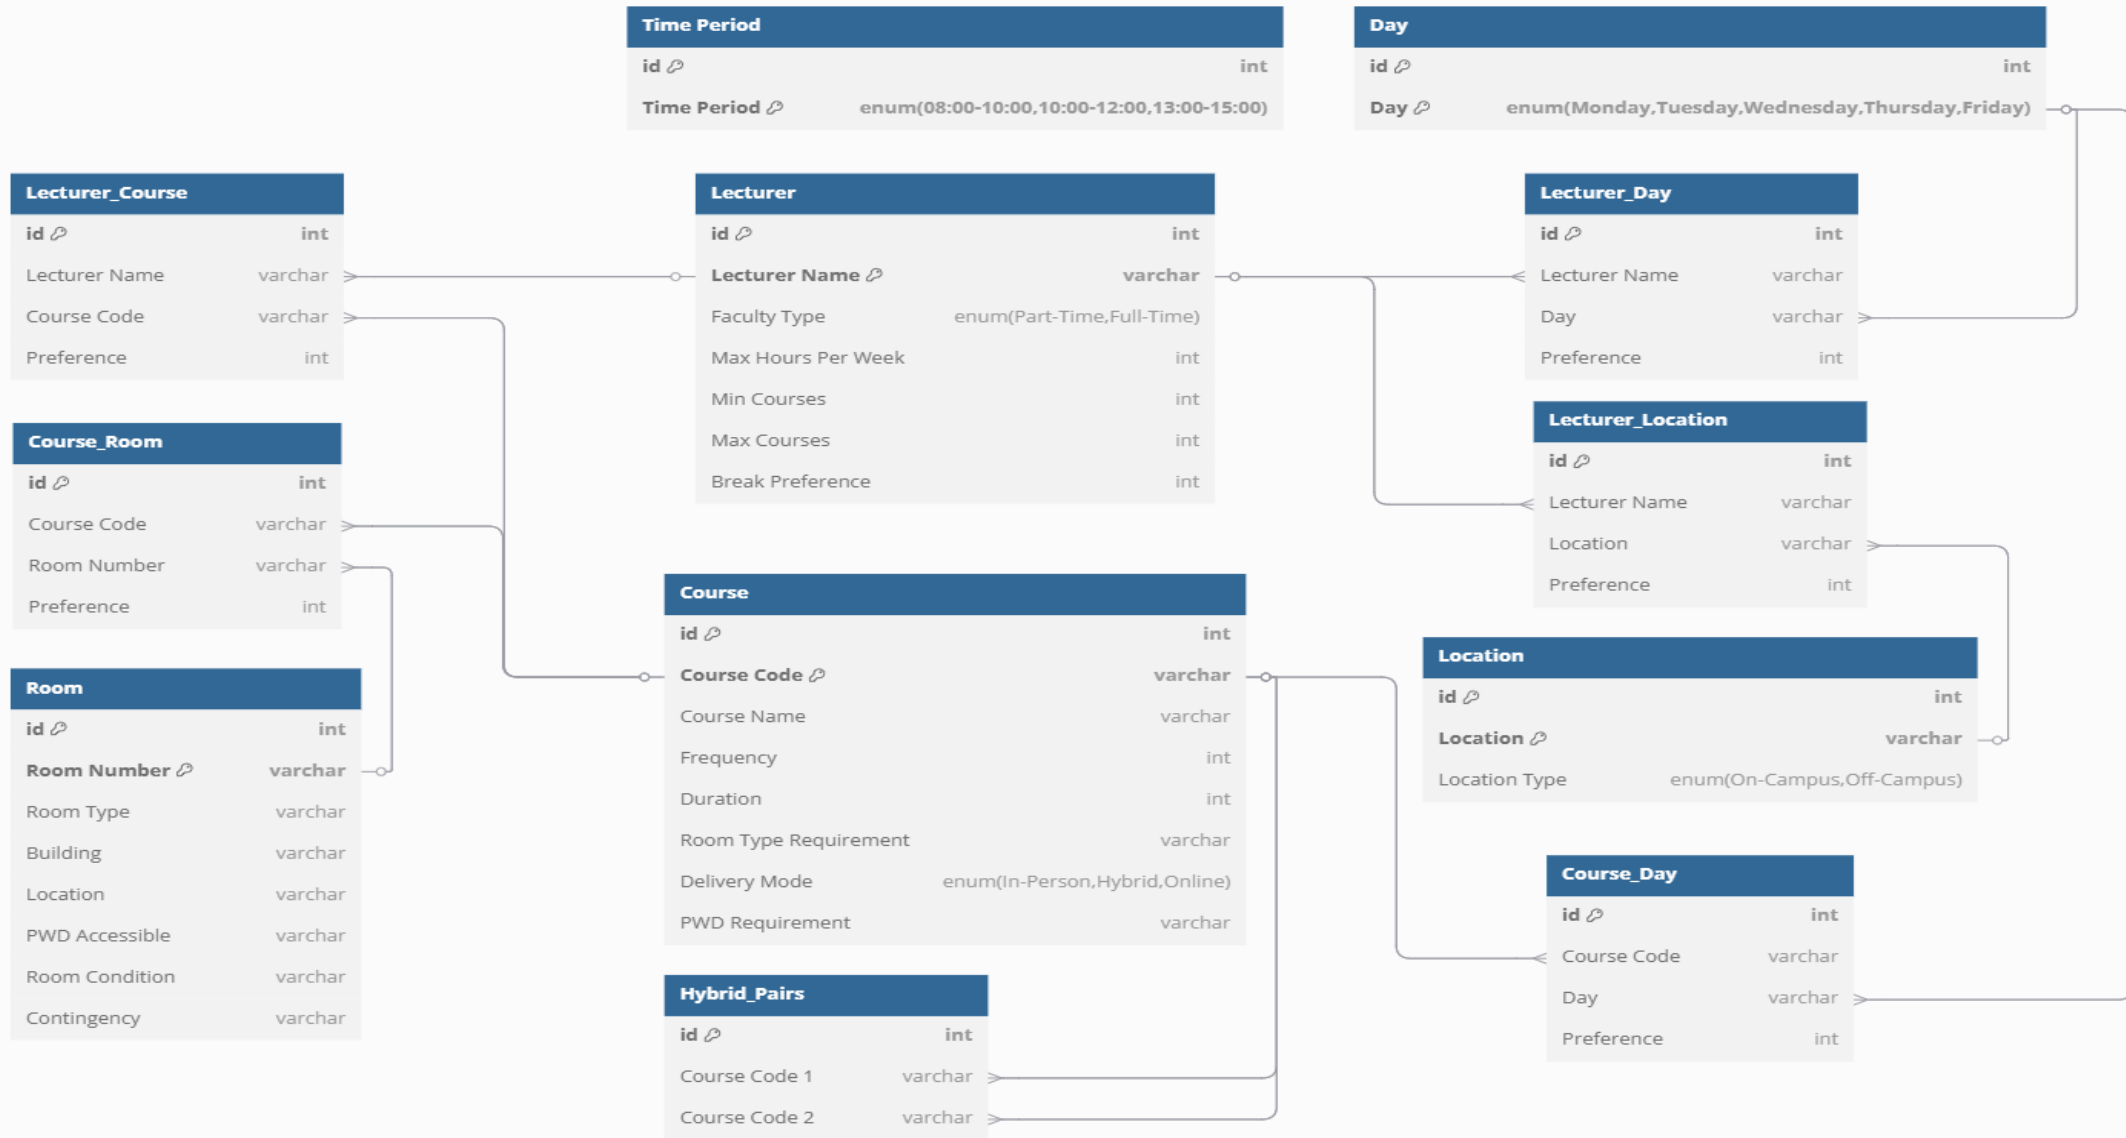 Time Period
id int
Time Period enum(08:00-10:00,10:00-12:00,13:00-15:00)
Day
id int
Day enum(Monday,Tuesday,Wednesday,Thursday,Friday)
Lecturer_Course
id int
Lecturer Name varchar
Course Code varchar
Preference int
Lecturer
id int
Lecturer Name varchar
Faculty Type enum(Part-Time,Full-Time)
Max Hours Per Week int
Min Courses int
Max Courses int
Break Preference int
Lecturer_Day
id int
Lecturer Name varchar
Day varchar
Preference int
Course_Room
id int
Course Code varchar
Room Number varchar
Preference int
Lecturer_Location
id int
Lecturer Name varchar
Location varchar
Preference int
Room
id int
Room Number varchar
Room Type varchar
Building varchar
Location varchar
PWD Accessible varchar
Room Condition varchar
Contingency varchar
Course
id int
Course Code varchar
Course Name varchar
Frequency int
Duration int
Room Type Requirement varchar
Delivery Mode enum(In-Person,Hybrid,Online)
PWD Requirement varchar
Location
id int
Location varchar
Location Type enum(On-Campus,Off-Campus)
Course_Day
id int
Course Code varchar
Day varchar
Preference int
Hybrid_Pairs
id int
Course Code 1 varchar
Course Code 2 varchar